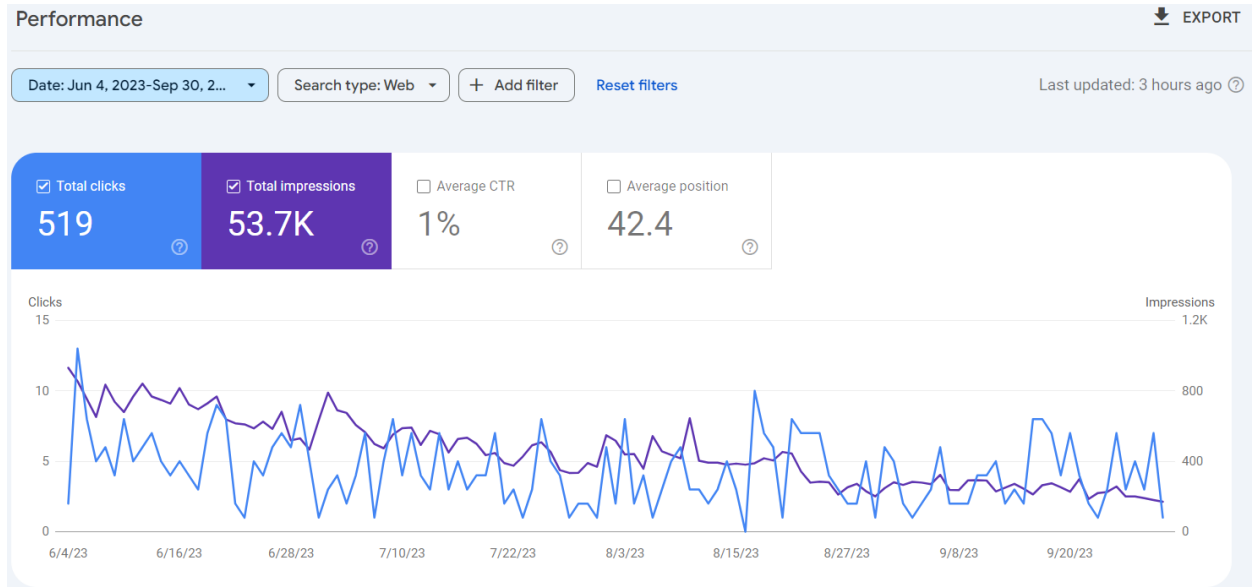 Performance
EXPORT
Date: Jun 4, 2023-Sep 30, 2...
Search type: Web
+ Add filter
Reset filters
Last updated: 3 hours ago
Total clicks
519
Total impressions
53.7K
Average CTR
1%
Average position
42.4
Clicks
Impressions
15
1.2K
10
800
5
400
0
0
6/4/23
6/16/23
6/28/23
7/10/23
7/22/23
8/3/23
8/15/23
8/27/23
9/8/23
9/20/23